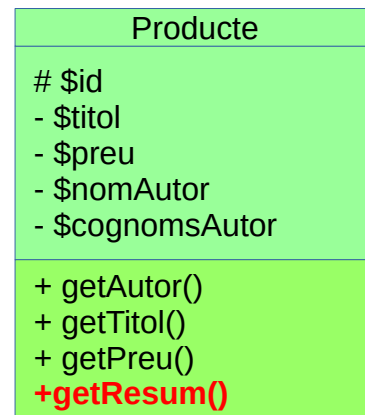 Producte
# $id
- $titol
- $preu
- $nomAutor
- $cognomsAutor
+ getAutor()
+ getTitol()
+ getPreu()
+getResum()